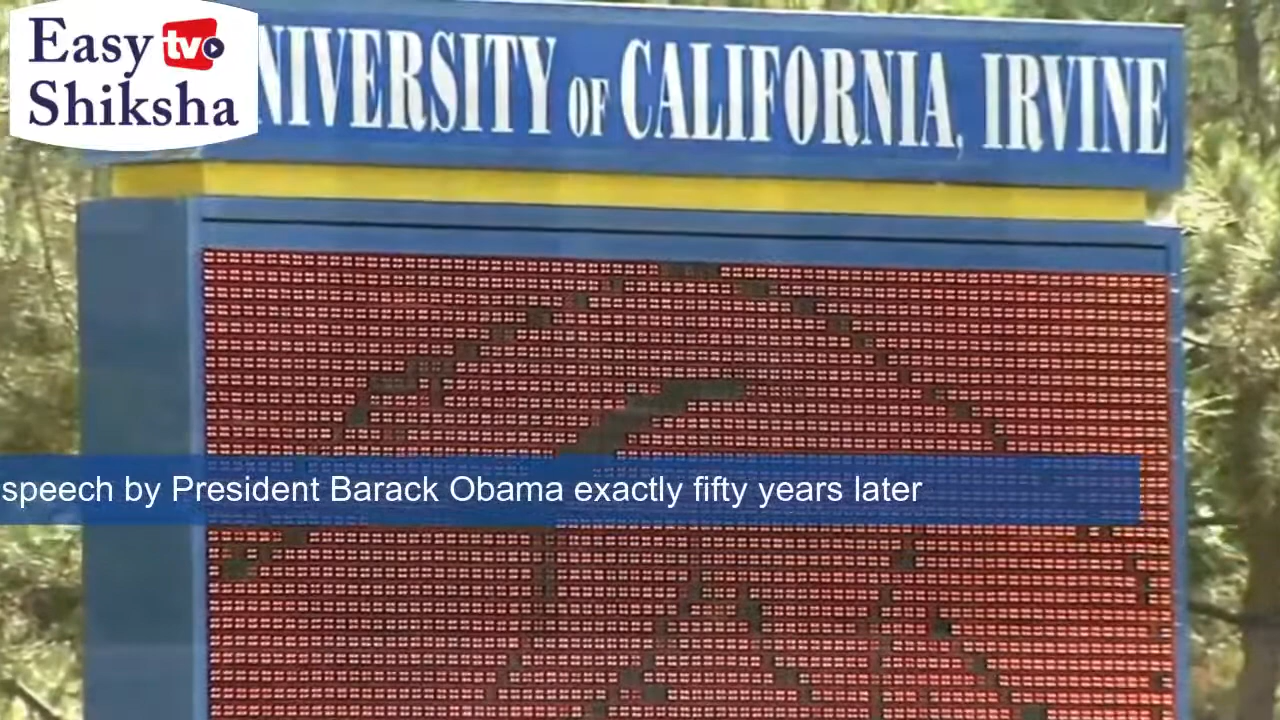 Easy tv
Shiksha
NIVERSITY OF CALIFORNIA, IRVINE
speech by President Barack Obama exactly fifty years later